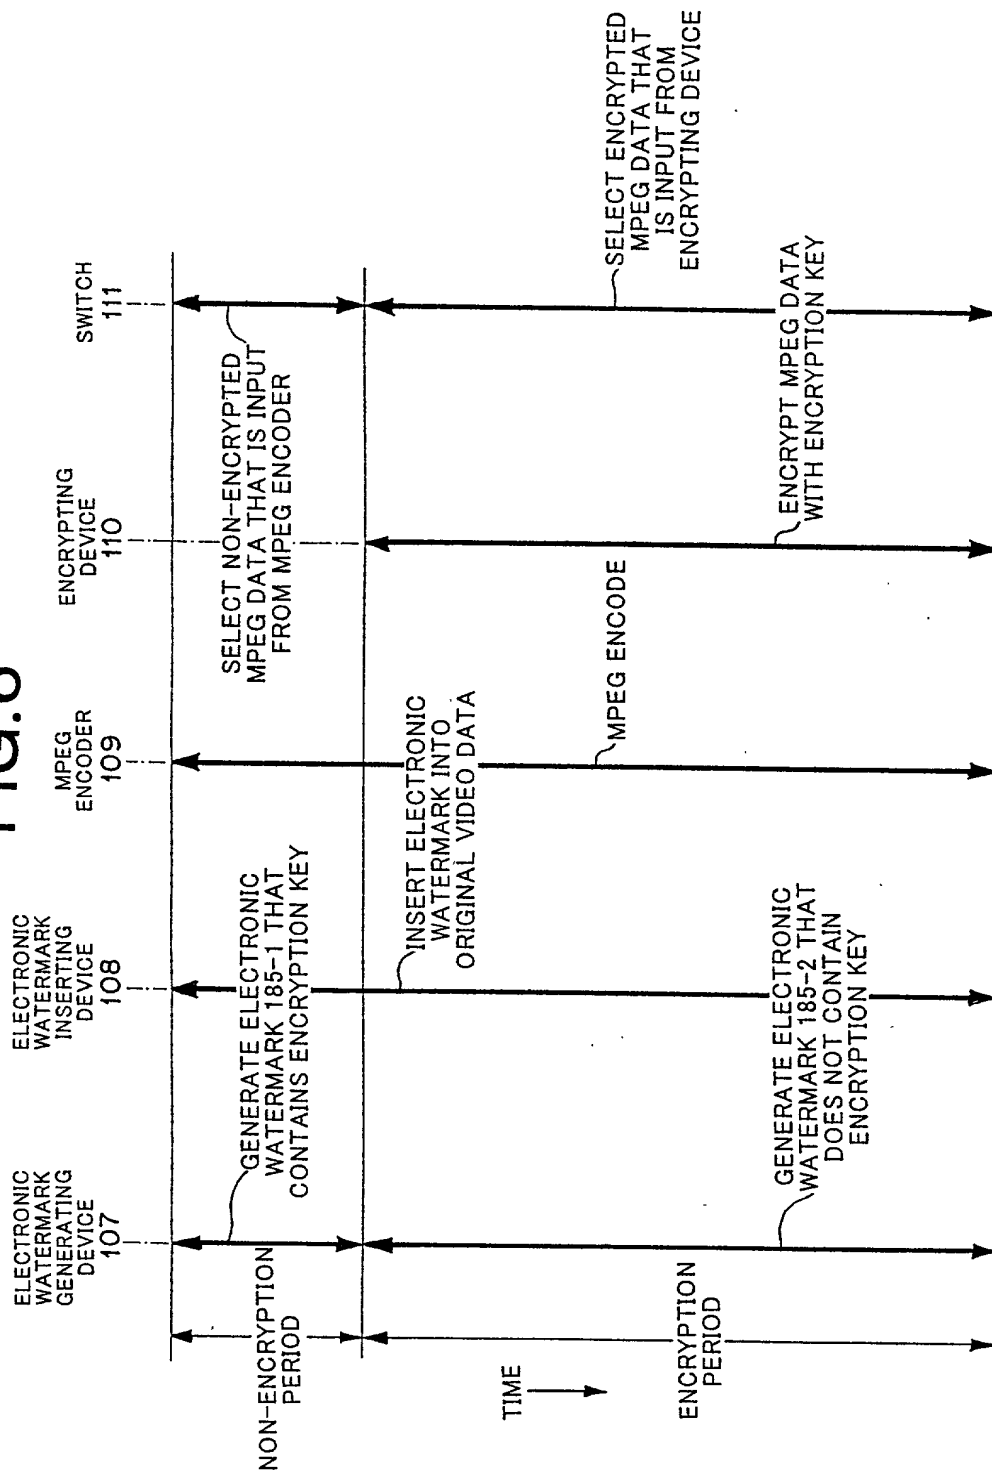 FIG.
ELECTRONIC
WATERMARK
GENERATING
DEVICE
107
ELECTRONIC
WATERMARK
INSERTING
DEVICE
108
MPEG
ENCODER
109
ENCRYPTING
DEVICE
110
SWITCH
111
NON-ENCRYPTION
PERIOD
GENERATE ELECTRONIC
WATERMARK 185-1 THAT
CONTAINS ENCRYPTION KEY
SELECT NON-ENCRYPTED
MPEG DATA THAT IS INPUT
FROM MPEG ENCODER
INSERT ELECTRONIC
WATERMARK INTO
ORIGINAL VIDEO DATA
TIME
MPEG ENCODE
SELECT ENCRYPTED
MPEG DATA THAT
IS INPUT FROM
ENCRYPTING DEVICE
ENCRYPTION
PERIOD
GENERATE ELECTRONIC
WATERMARK 185-2 THAT
DOES NOT CONTAIN
ENCRYPTION KEY
ENCRYPT MPEG DATA
WITH ENCRYPTION KEY